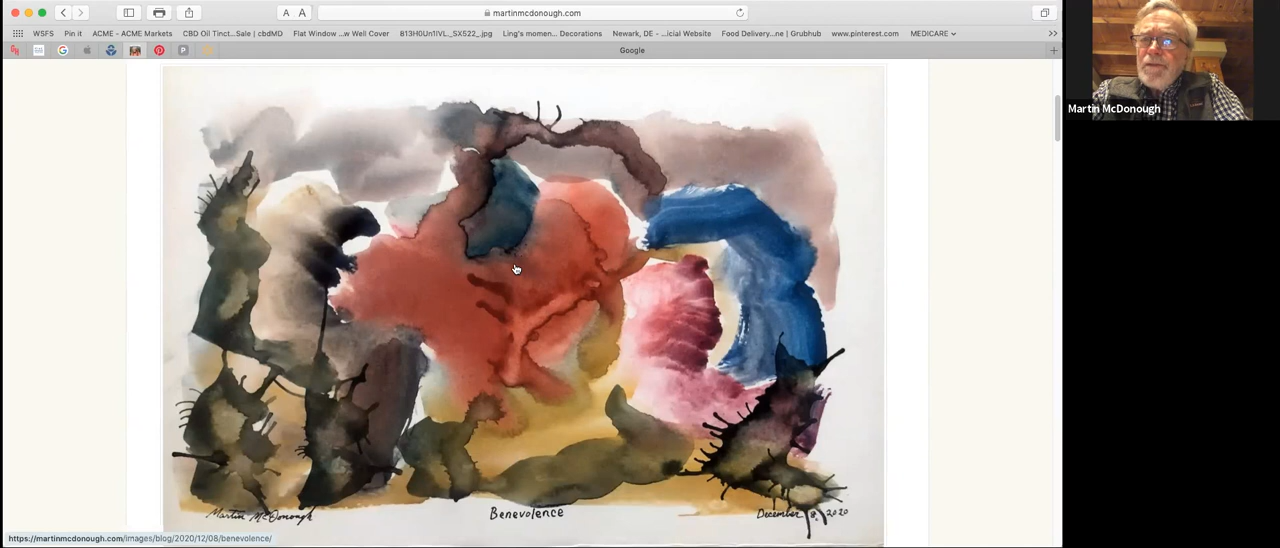 A A martinmcdonough.com
WSFS Pin it ACME - ACME Markets CBD Oil Tinct...Sale | cbdMD Flat Window ...w Well Cover 813H0Un1IVL._SX522_.jpg Ling's momen... Decorations Newark, DE - ...icial Website Food Delivery...ne | Grubhub www.pinterest.com MEDICARE >>
G P Google +
Martin McDonough
Martin McDonough Benevolence December 8, 2020
https://martinmcdonough.com/images/blog/2020/12/08/benevolence/